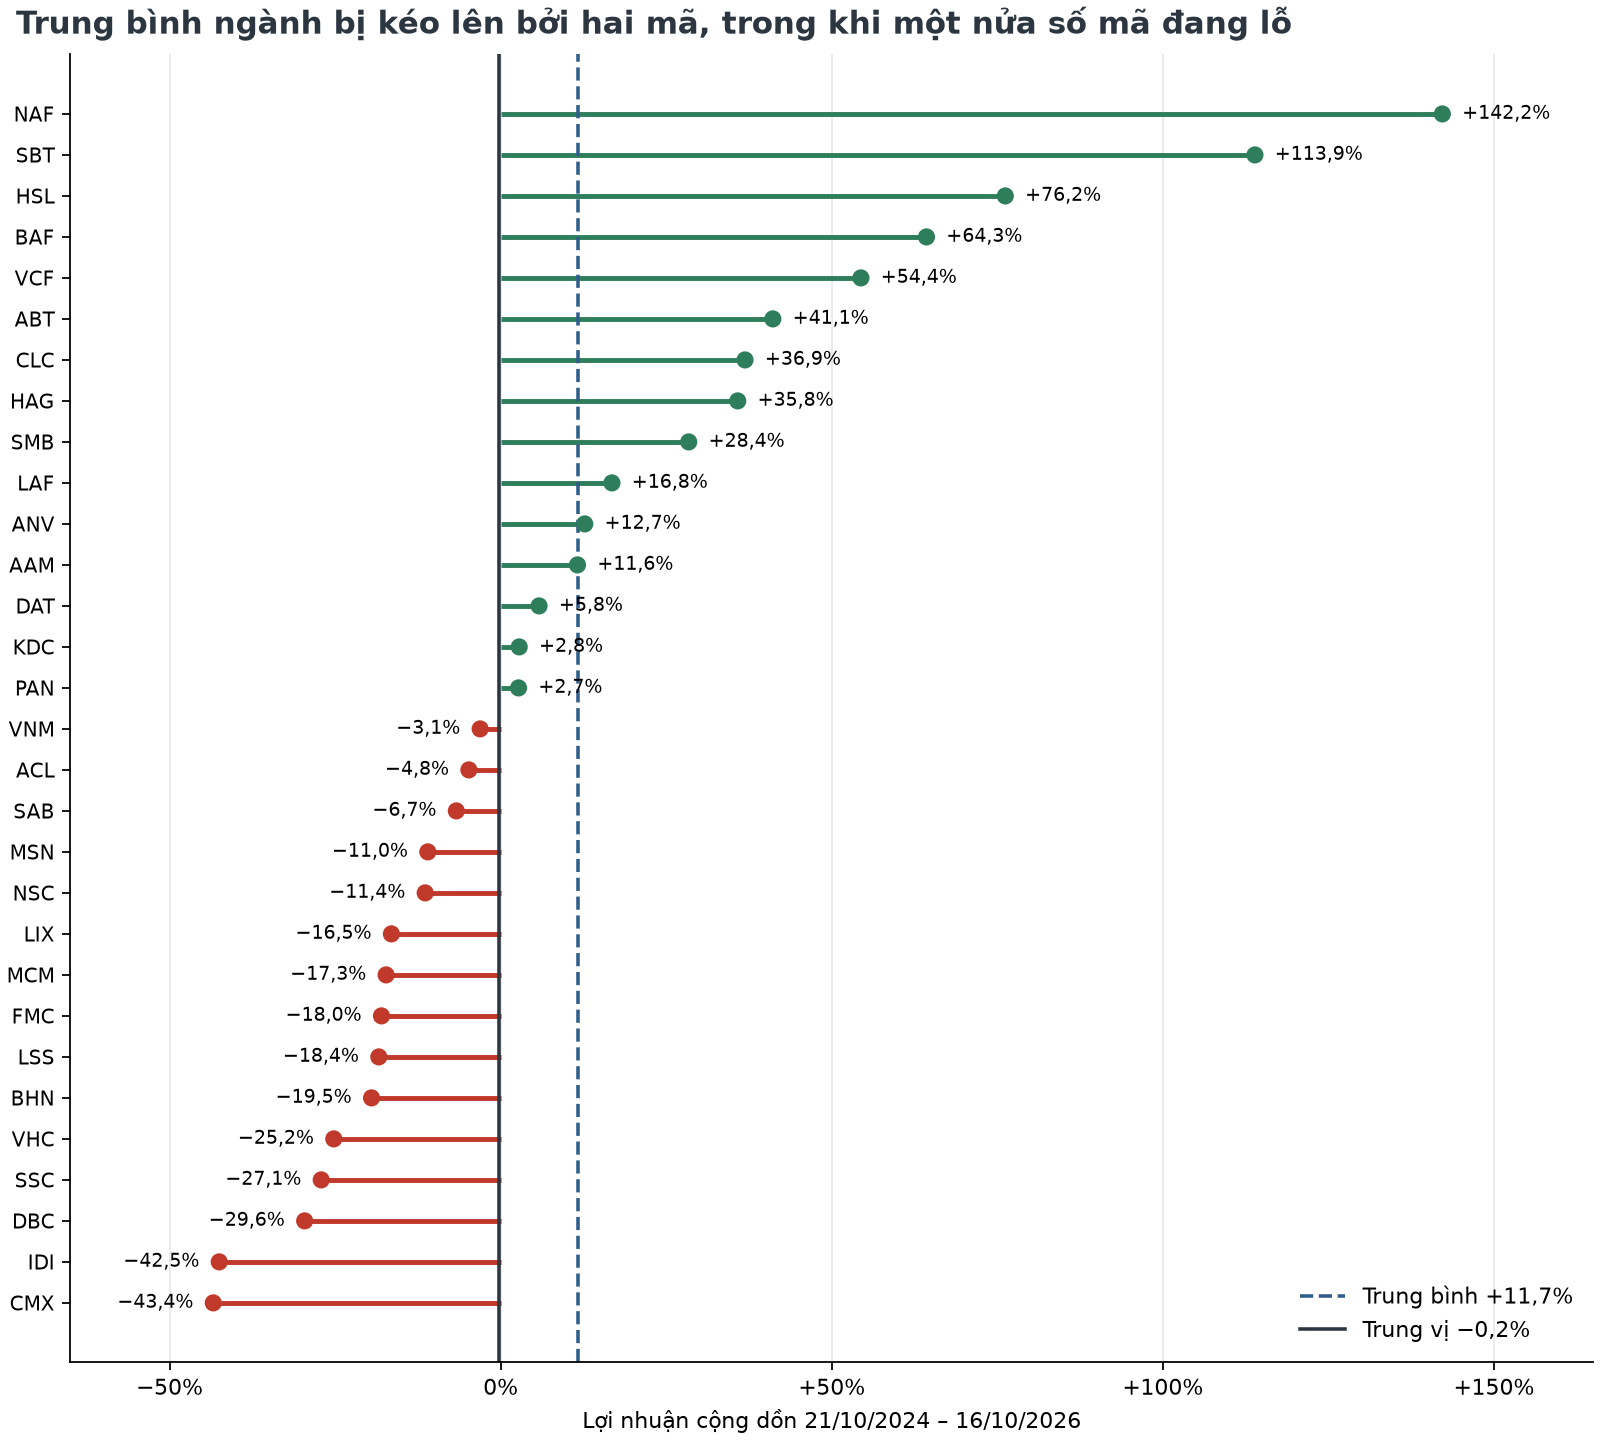 Trung bình ngành bị kéo lên bởi hai mã, trong khi một nửa số mã đang lỗ
NAF +142,2%
SBT +113,9%
HSL +76,2%
BAF +64,3%
VCF +54,4%
ABT +41,1%
CLC +36,9%
HAG +35,8%
SMB +28,4%
LAF +16,8%
ANV +12,7%
AAM +11,6%
DAT +5,8%
KDC +2,8%
PAN +2,7%
VNM −3,1%
ACL −4,8%
SAB −6,7%
MSN −11,0%
NSC −11,4%
LIX −16,5%
MCM −17,3%
FMC −18,0%
LSS −18,4%
BHN −19,5%
VHC −25,2%
SSC −27,1%
DBC −29,6%
IDI −42,5%
CMX −43,4%
Trung bình +11,7%
Trung vị −0,2%
−50% 0% +50% +100% +150%
Lợi nhuận cộng dồn 21/10/2024 – 16/10/2026